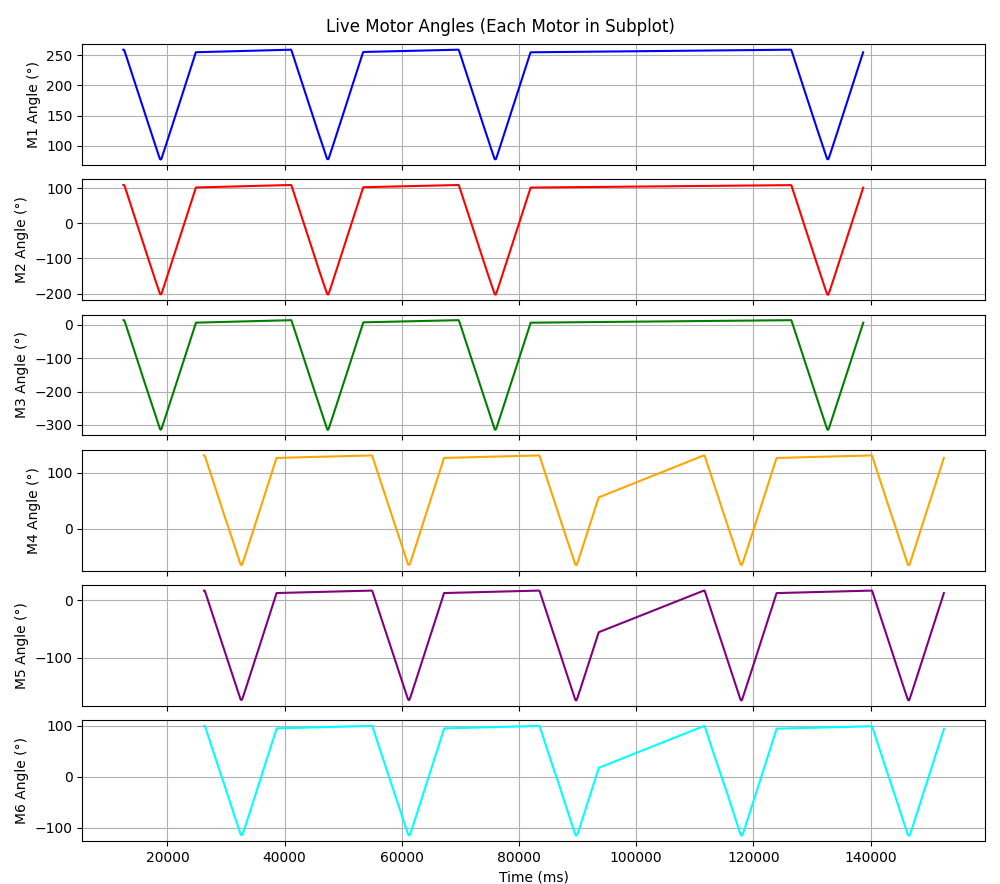 Live Motor Angles (Each Motor in Subplot)
M1 Angle (°)
250
200
150
100
M2 Angle (°)
100
0
−100
−200
M3 Angle (°)
0
−100
−200
−300
M4 Angle (°)
100
0
M5 Angle (°)
0
−100
M6 Angle (°)
100
0
−100
20000 40000 60000 80000 100000 120000 140000
Time (ms)